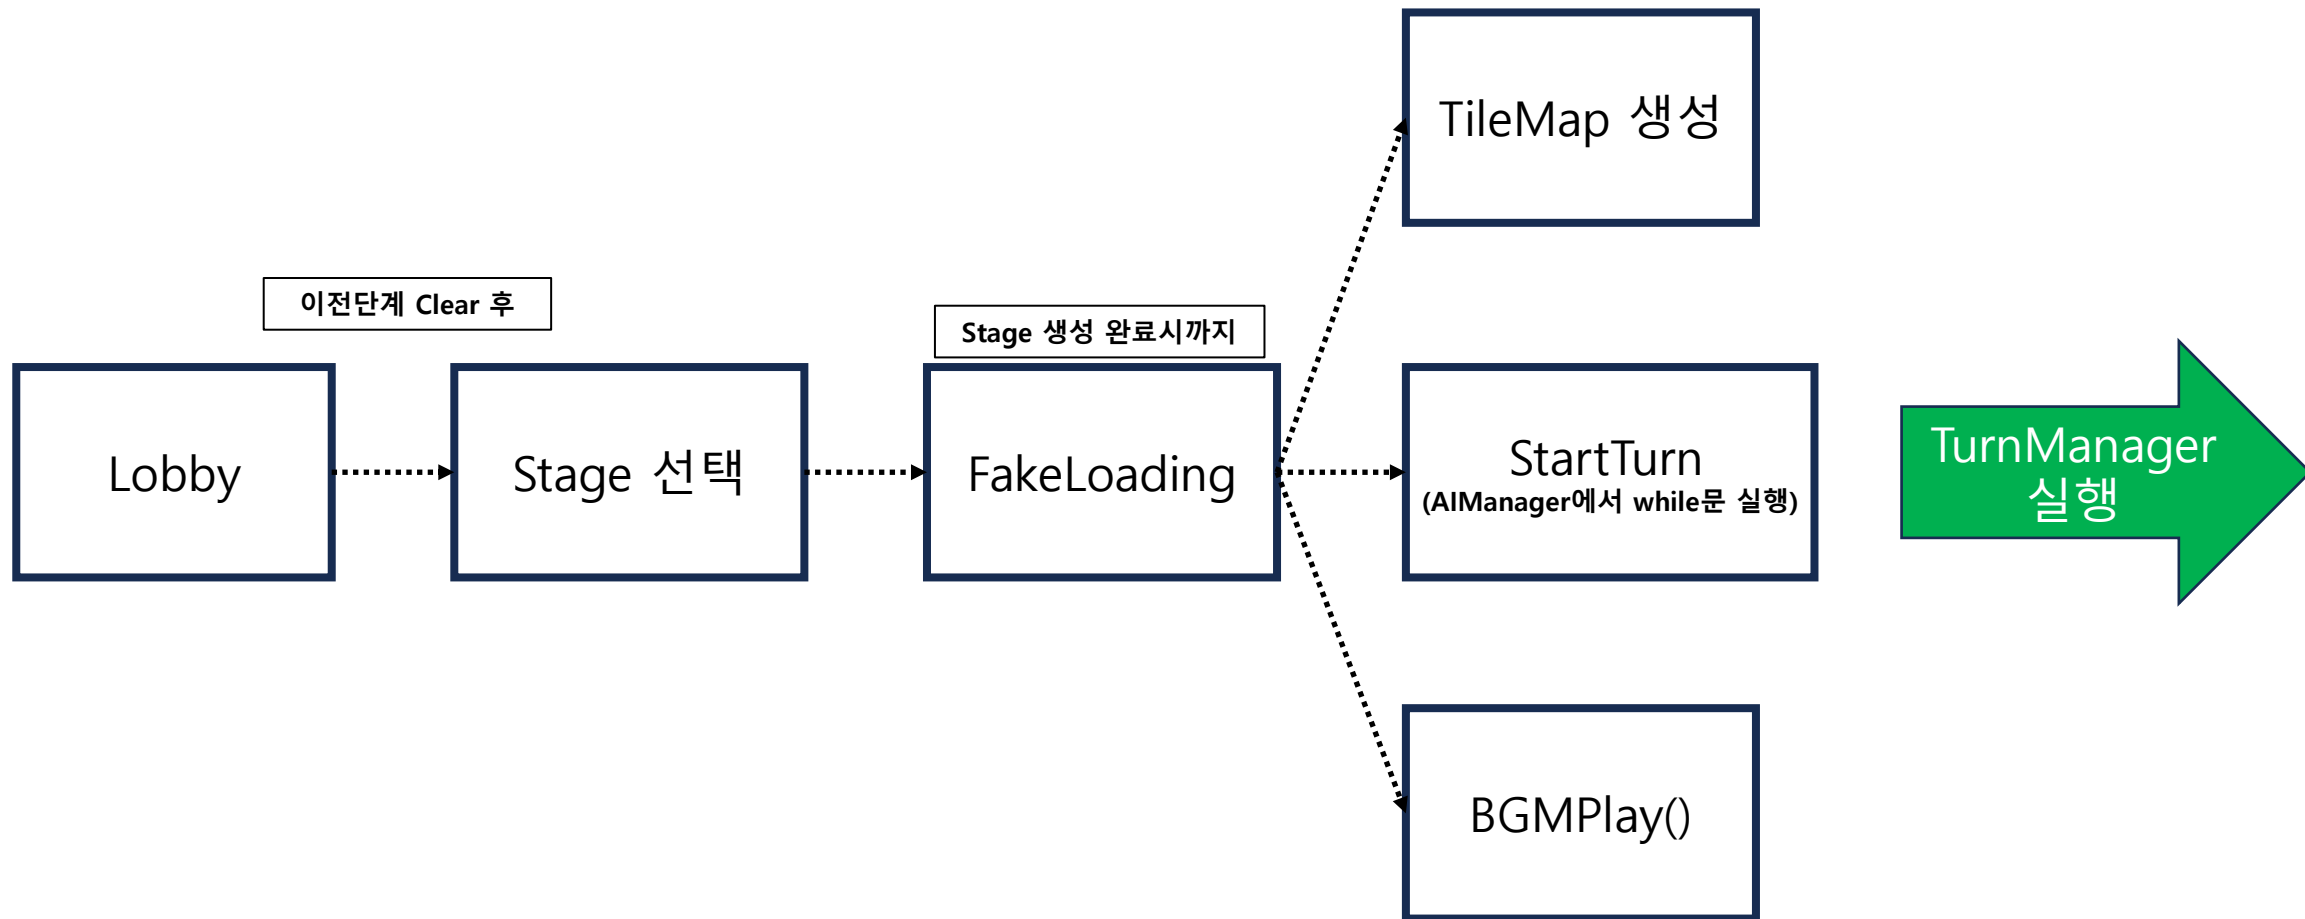 TileMap 생성
이전단계 Clear 후
Stage 생성 완료시까지
Lobby
Stage 선택
FakeLoading
StartTurn
(AIManager에서 while문 실행)
TurnManager
실행
BGMPlay()